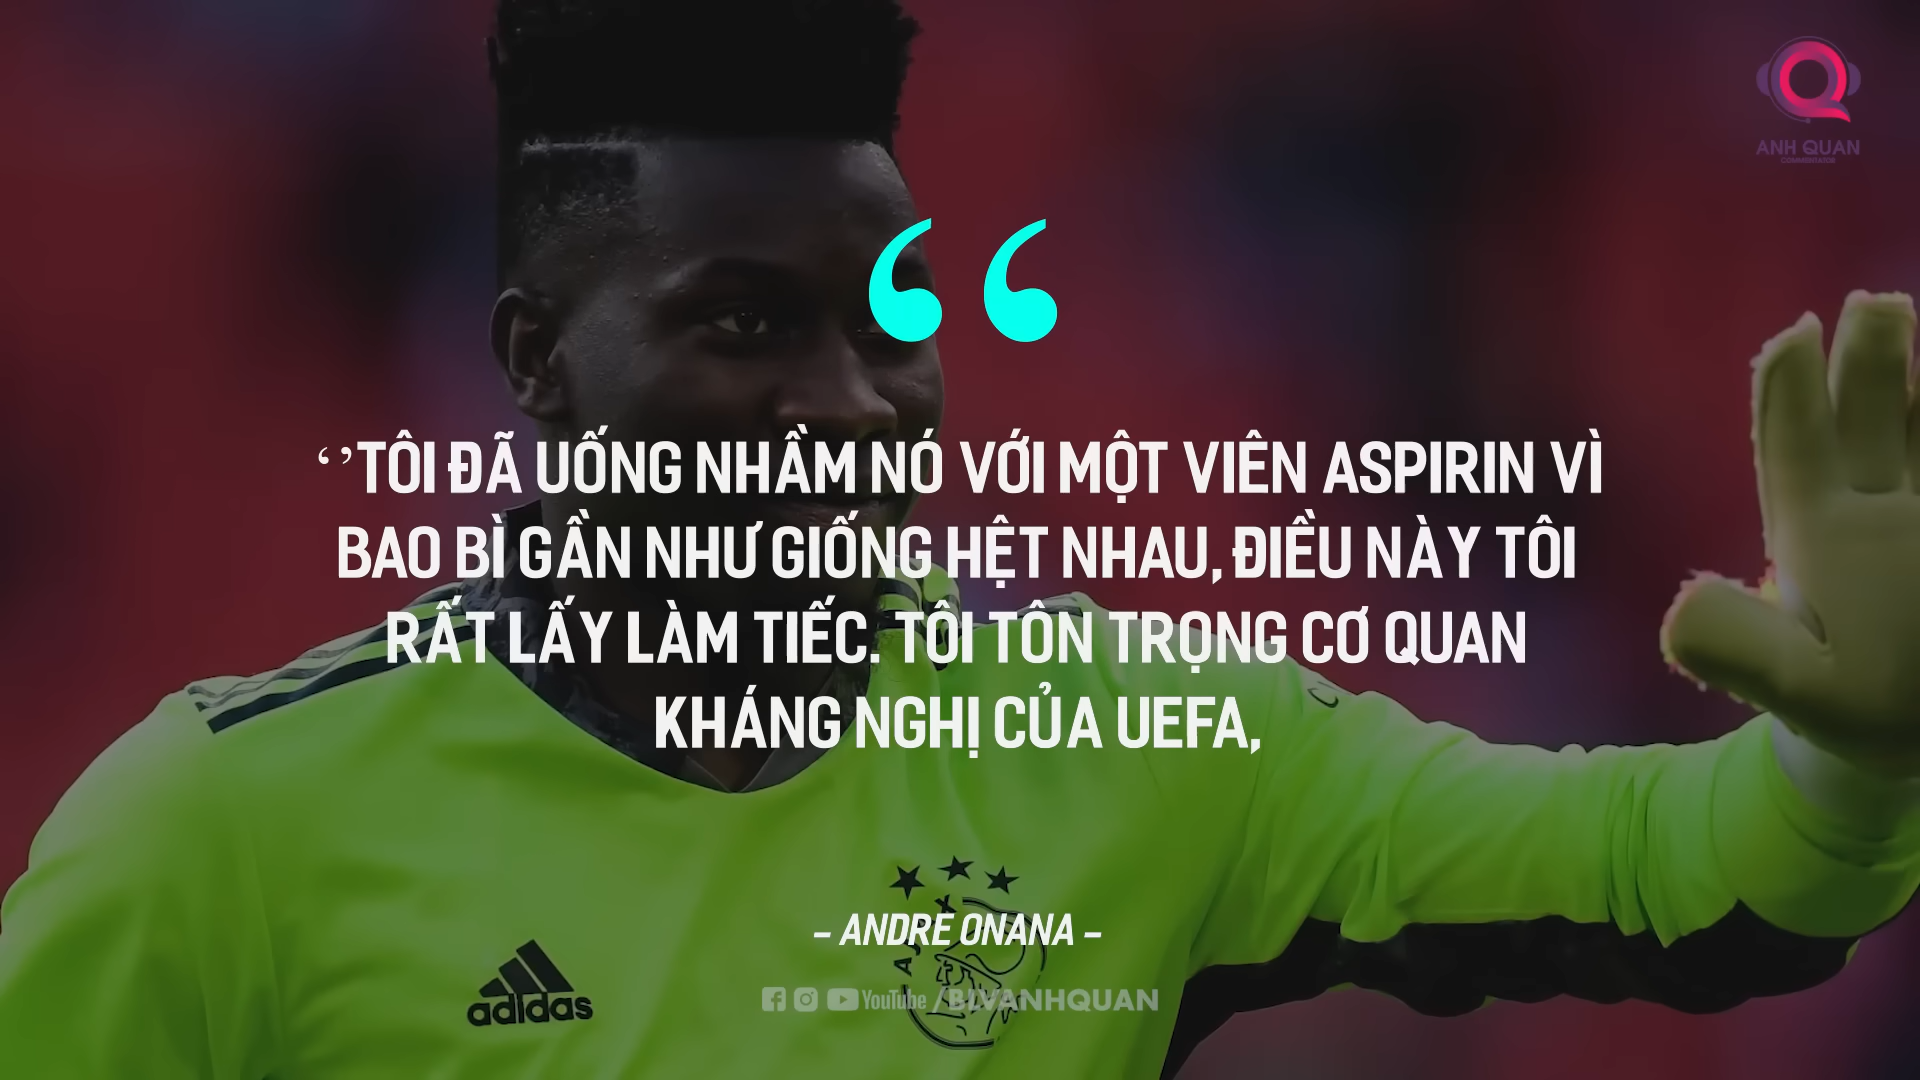 ANH QUAN
COMMENTATOR
“
‘’TÔI ĐÃ UỐNG NHẦM NÓ VỚI MỘT VIÊN ASPIRIN VÌ
BAO BÌ GẦN NHƯ GIỐNG HỆT NHAU, ĐIỀU NÀY TÔI
RẤT LẤY LÀM TIẾC. TÔI TÔN TRỌNG CƠ QUAN
KHÁNG NGHỊ CỦA UEFA,
– ANDRE ONANA –
adidas
YouTube /BLVANHQUAN